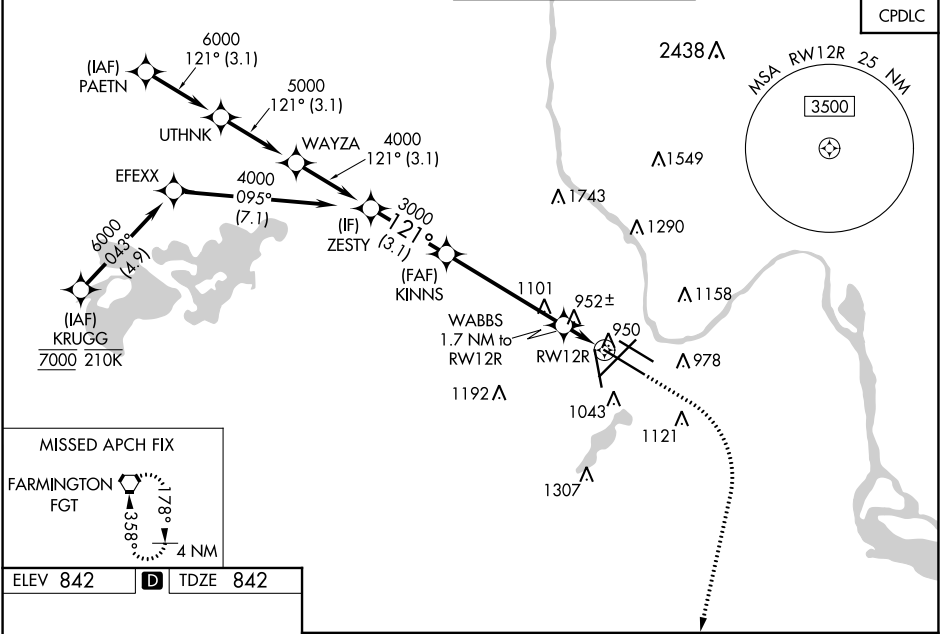 CPDLC
(IAF)
PAETN
6000
121° (3.1)
UTHNK
5000
121° (3.1)
WAYZA
4000
121° (3.1)
EFEXX
4000
095°
(7.1)
6000
043°
(4.9)
(IAF)
KRUGG
7000 210K
(IF)
ZESTY
3000
121°
(3.1)
(FAF)
KINNS
WABBS
1.7 NM to
RW12R
RW12R
1101
952±
950
2438
1549
1743
1290
1158
978
1192
1043
1121
1307
MSA RW12R 25 NM
3500
MISSED APCH FIX
FARMINGTON
FGT
358°
178°
4 NM
ELEV 842 D TDZE 842